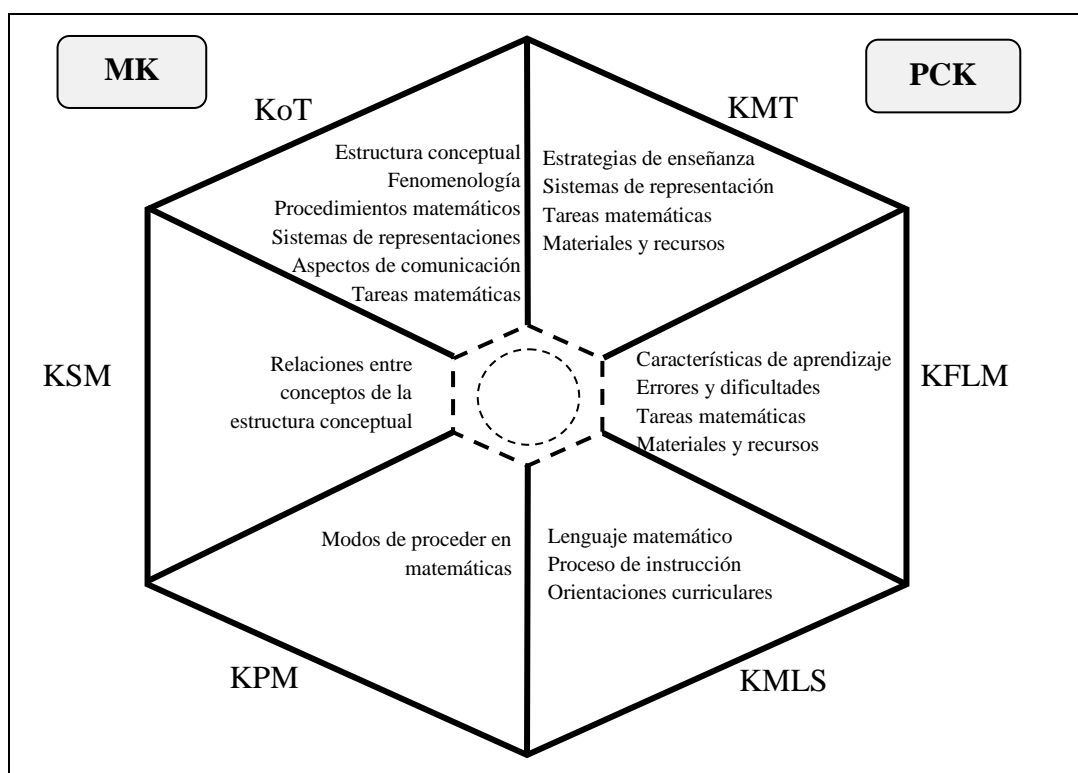 MK
PCK
KoT
KMT
Estructura conceptual
Fenomenología
Procedimientos matemáticos
Sistemas de representaciones
Aspectos de comunicación
Tareas matemáticas
Estrategias de enseñanza
Sistemas de representación
Tareas matemáticas
Materiales y recursos
KSM
Relaciones entre
conceptos de la
estructura conceptual
Características de aprendizaje
Errores y dificultades
Tareas matemáticas
Materiales y recursos
KFLM
Modos de proceder en
matemáticas
Lenguaje matemático
Proceso de instrucción
Orientaciones curriculares
KPM
KMLS